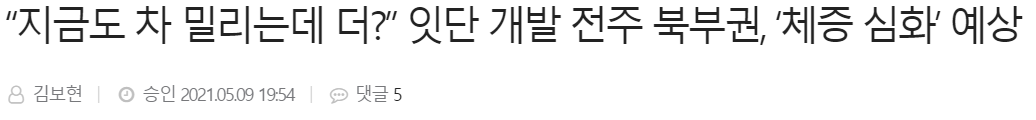 “지금도 차 밀리는데 더?” 잇단 개발 전주 북부권, ‘체증 심화’ 예상
김보현 | 승인 2021.05.09 19:54 | 댓글 5